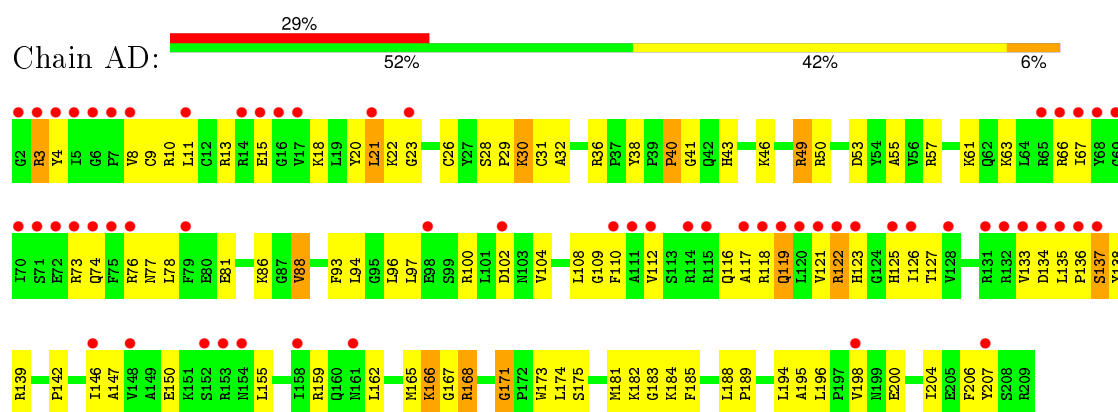 29%
Chain AD:
52% 42% 6%
G2 R3 Y4 I5 G6 P7 V8 C9 R10 L11 C12 R13 R14 E15 G16 V17 K18 L19 Y20 L21 K22 G23 C26 Y27 S28 P29 K30 C31 A32 R36 P37 Y38 P39 P40 G41 Q42 H43 K46 R49 R50 D53 Y54 A55 V56 R57 K61 Q62 K63 L64 R65 R66 I67 Y68 G69
I70 S71 E72 R73 Q74 F75 R76 N77 L78 F79 E80 E81 K86 G87 V88 F93 L94 G95 L96 L97 E98 S99 R100 L101 D102 N103 V104 L108 G109 F110 A111 V112 S113 R114 R115 Q116 A117 R118 Q119 L120 V121 R122 H123 G124 H125 I126 T127 V128 R131 R132 V133 D134 L135 P136 S137 Y138
R139 P142 I146 A147 V148 A149 E150 K151 S152 R153 N154 L155 I158 R159 Q160 N161 L162 M165 K166 G167 R168 G171 P172 W173 L174 S175 M181 K182 G183 K184 F185 L188 P189 L194 A195 L196 P197 V198 N199 E200 I204 E205 F206 Y207 S208 R209